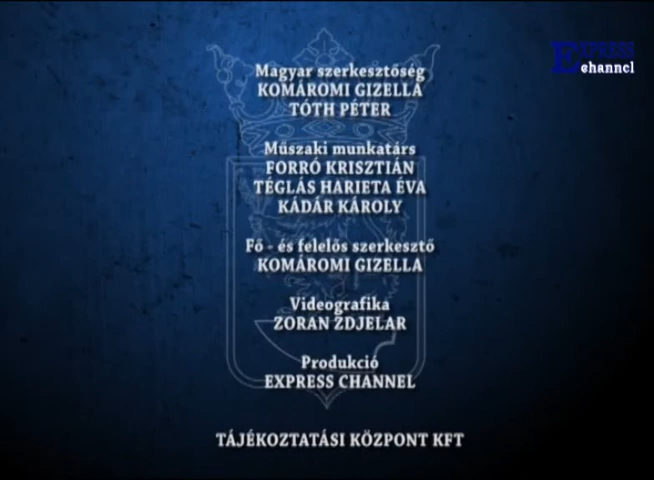 Magyar szerkesztőség
KOMÁROMI GIZELLA
TÓTH PÉTER
Műszaki munkatárs
FORRÓ KRISZTIÁN
TÉGLÁS HARIETA ÉVA
KÁDÁR KÁROLY
Fő - és felelős szerkesztő
KOMÁROMI GIZELLA
Videografika
ZORAN ZDJELAR
Produkció
EXPRESS CHANNEL
TÁJÉKOZTATÁSI KÖZPONT KFT
channel